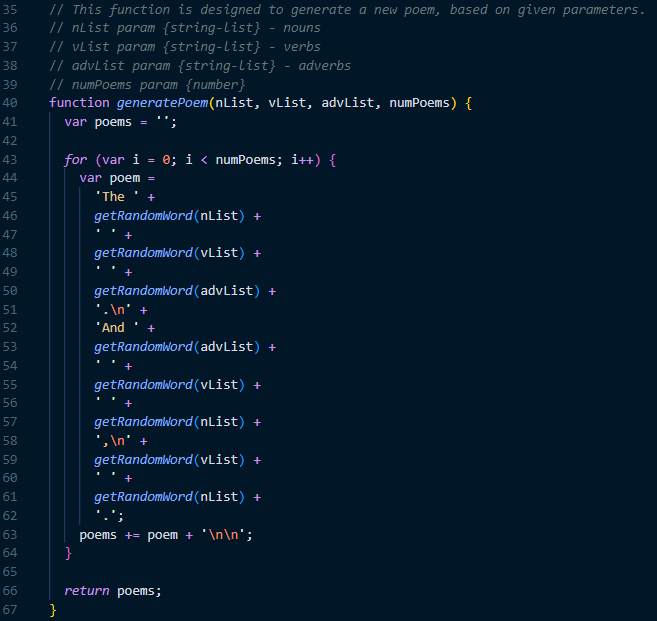 35 // This function is designed to generate a new poem, based on given parameters.
36 // nList param {string-list} - nouns
37 // vList param {string-list} - verbs
38 // advList param {string-list} - adverbs
39 // numPoems param {number}
40 function generatePoem(nList, vList, advList, numPoems) {
41   var poems = '';
42
43   for (var i = 0; i < numPoems; i++) {
44     var poem =
45       'The ' +
46       getRandomWord(nList) +
47       ' ' +
48       getRandomWord(vList) +
49       ' ' +
50       getRandomWord(advList) +
51       '.\n' +
52       'And ' +
53       getRandomWord(advList) +
54       ' ' +
55       getRandomWord(vList) +
56       ' ' +
57       getRandomWord(nList) +
58       ',\n' +
59       getRandomWord(vList) +
60       ' ' +
61       getRandomWord(nList) +
62       '.';
63     poems += poem + '\n\n';
64   }
65
66   return poems;
67 }